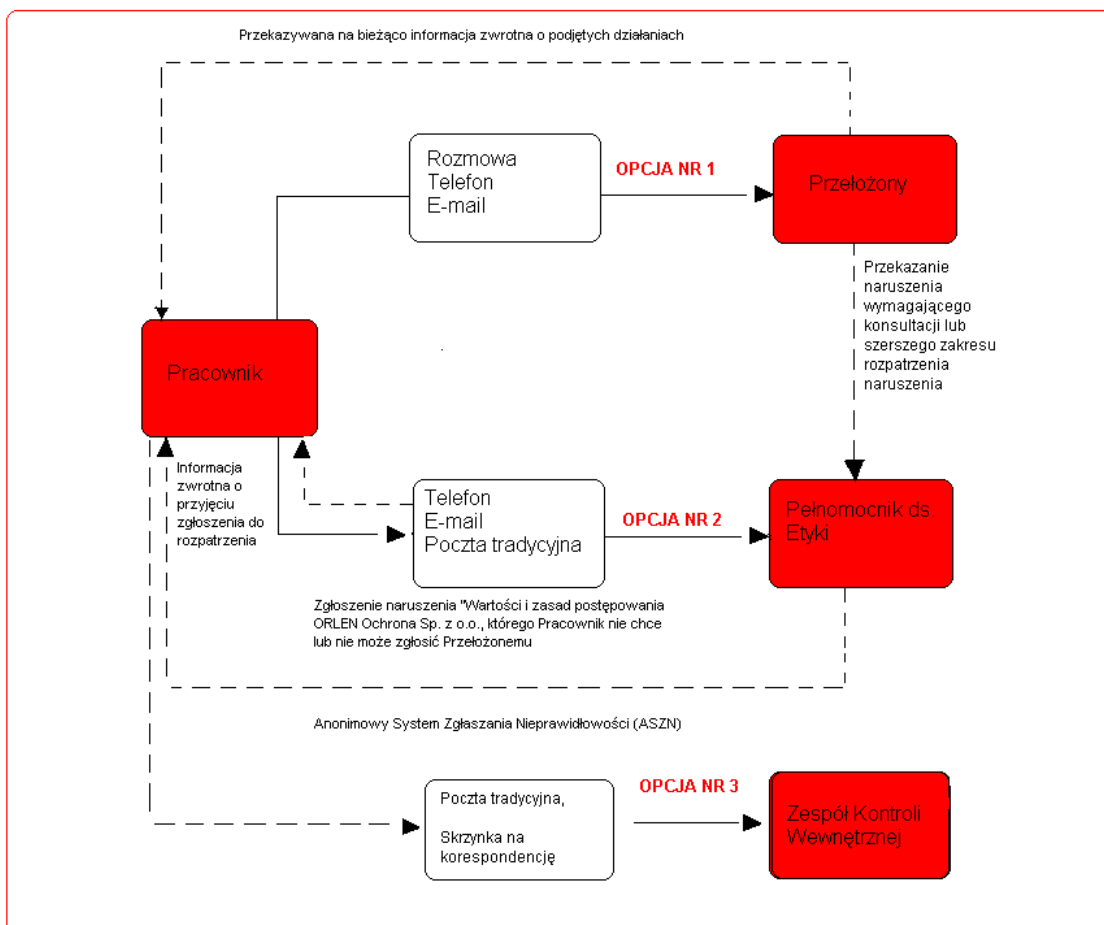 Przekazywana na bieżąco informacja zwrotna o podjętych działaniach
Rozmowa
Telefon
E-mail
OPCJA NR 1
Przełożony
Przekazanie
naruszenia
wymagającego
konsultacji lub
szerszego zakresu
rozpatrzenia
naruszenia
Pracownik
Informacja
zwrotna o
przyjęciu
zgłoszenia do
rozpatrzenia
Telefon
E-mail
Poczta tradycyjna
OPCJA NR 2
Pełnomocnik ds.
Etyki
Zgłoszenie naruszenia "Wartości i zasad postępowania
ORLEN Ochrona Sp. z o.o., którego Pracownik nie chce
lub nie może zgłosić Przełożonemu
Anonimowy System Zgłaszania Nieprawidłowości (ASZN)
Poczta tradycyjna,
Skrzynka na
korespondencję
OPCJA NR 3
Zespół Kontroli
Wewnętrznej